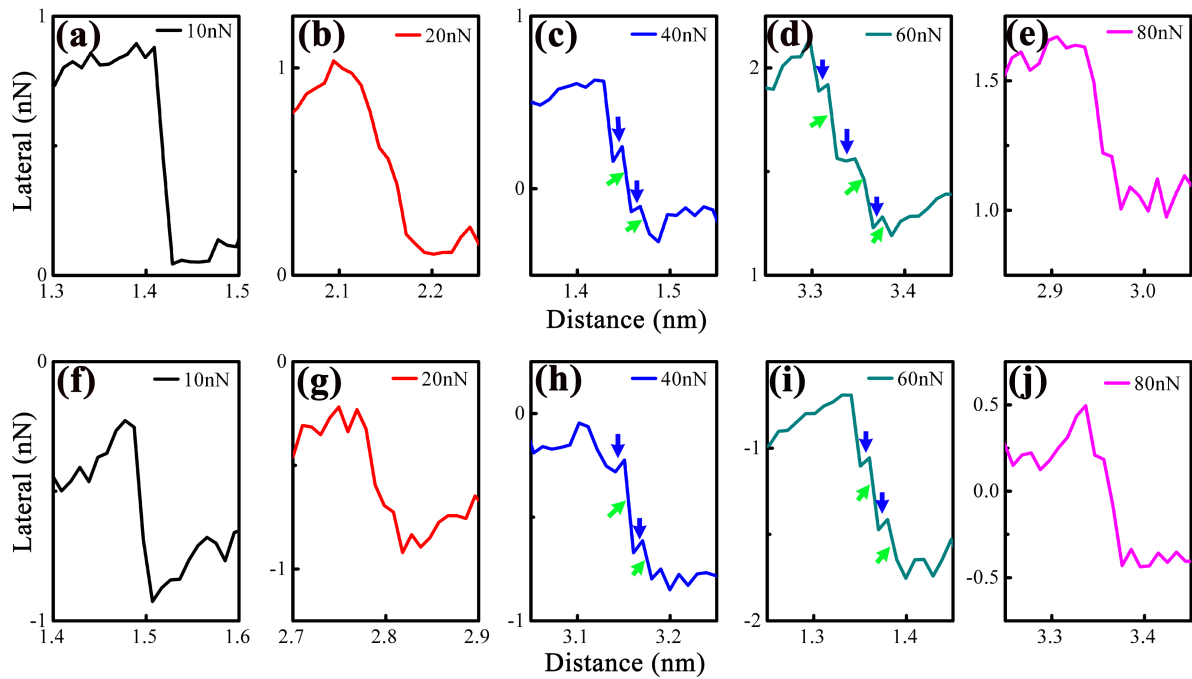 (a) 10nN
(b) 20nN
(c) 40nN
(d) 60nN
(e) 80nN
Lateral (nN)
1
0
1.3 1.4 1.5
1
0
2.1 2.2
1
0
1.4 1.5
2
1
3.3 3.4
1.5
1.0
2.9 3.0
Distance (nm)
(f) 10nN
(g) 20nN
(h) 40nN
(i) 60nN
(j) 80nN
Lateral (nN)
0
-1
1.4 1.5 1.6
0
-1
2.7 2.8 2.9
-0
-1
3.1 3.2
-1
-2
1.3 1.4
0.5
0.0
-0.5
3.3 3.4
Distance (nm)